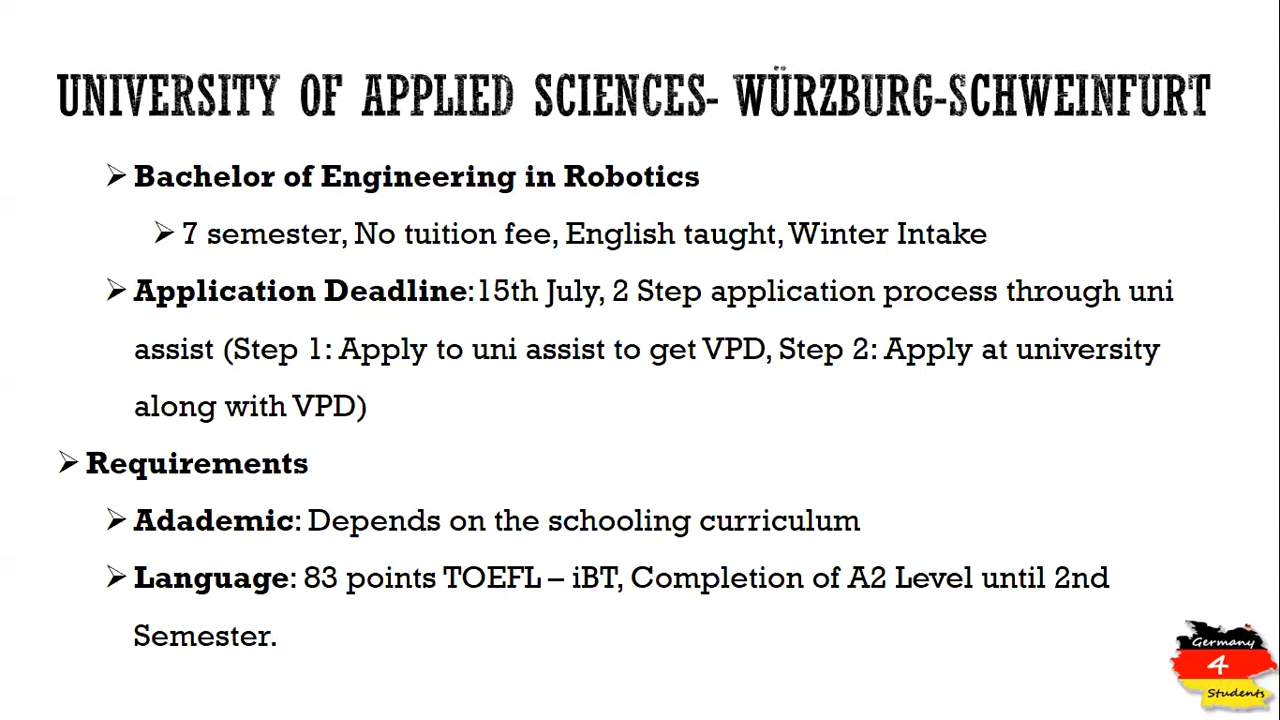 UNIVERSITY OF APPLIED SCIENCES- WÜRZBURG-SCHWEINFURT
➢ Bachelor of Engineering in Robotics
➢ 7 semester, No tuition fee, English taught, Winter Intake
➢ Application Deadline: 15th July, 2 Step application process through uni
assist (Step 1: Apply to uni assist to get VPD, Step 2: Apply at university
along with VPD)
➢ Requirements
➢ Adademic: Depends on the schooling curriculum
➢ Language: 83 points TOEFL – iBT, Completion of A2 Level until 2nd
Semester.
Germany
4
Students